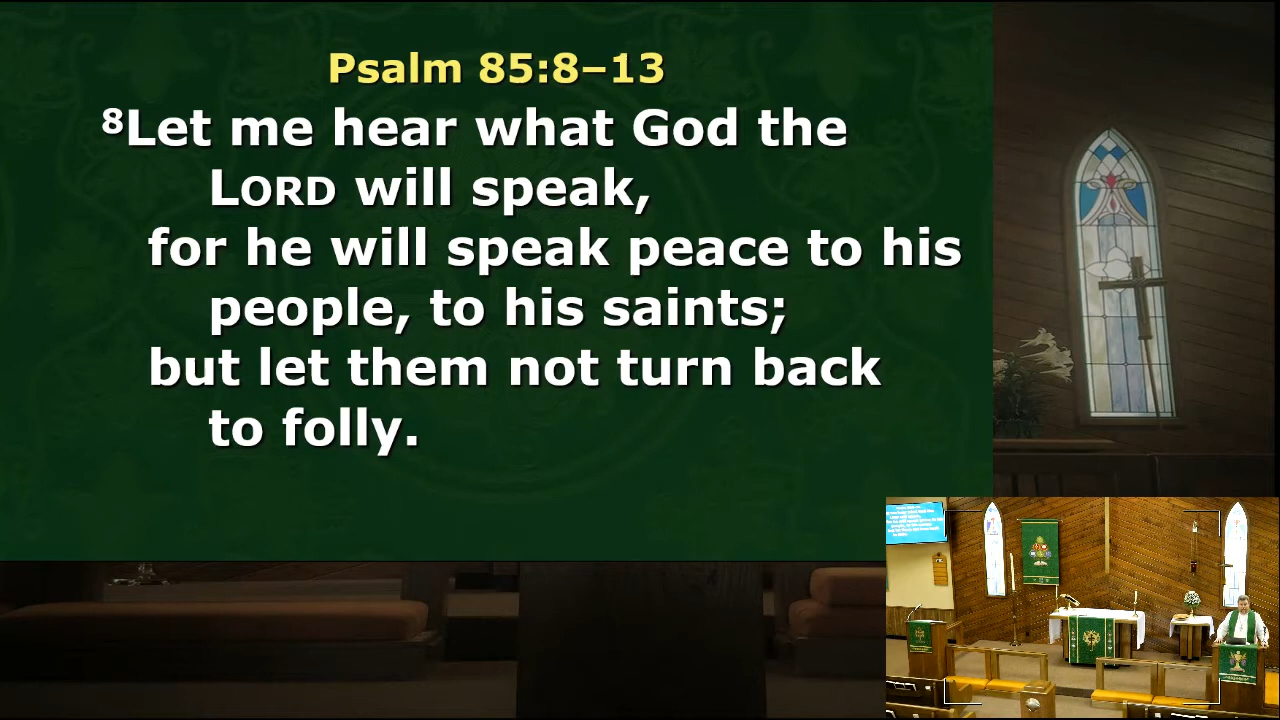 Psalm 85:8–13
⁸Let me hear what God the
LORD will speak,
for he will speak peace to his
people, to his saints;
but let them not turn back
to folly.